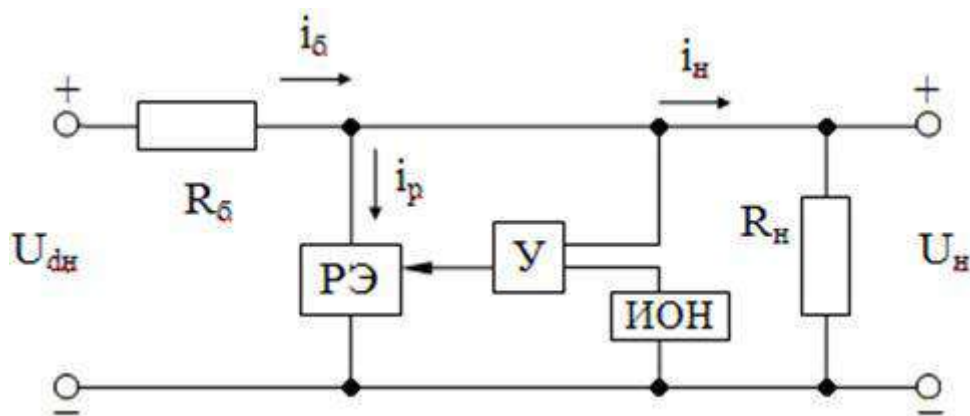 iб
iн
+
+
Rб
iр
Rн
Udн
РЭ
У
Uн
ИОН
–
–